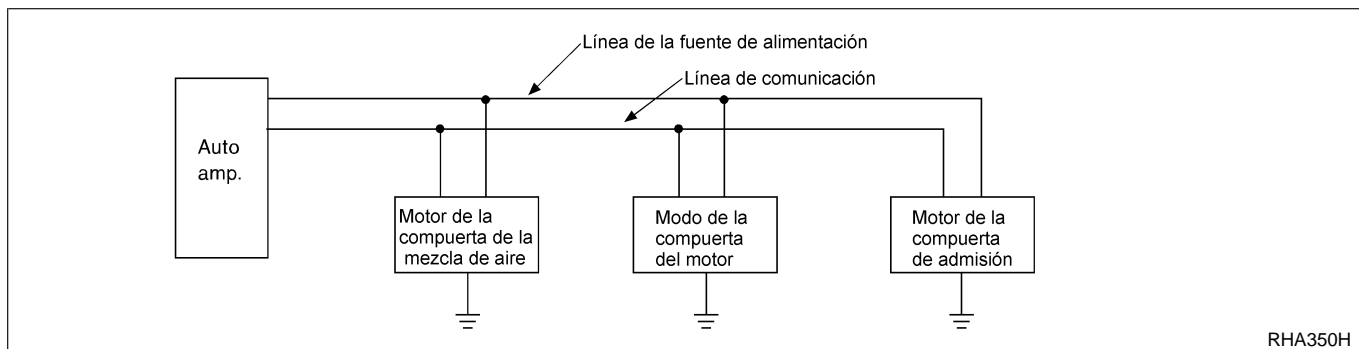 Línea de la fuente de alimentación
Línea de comunicación
Auto
amp.
Motor de la
compuerta de la
mezcla de aire
Modo de la
compuerta
del motor
Motor de la
compuerta
de admisión
RHA350H